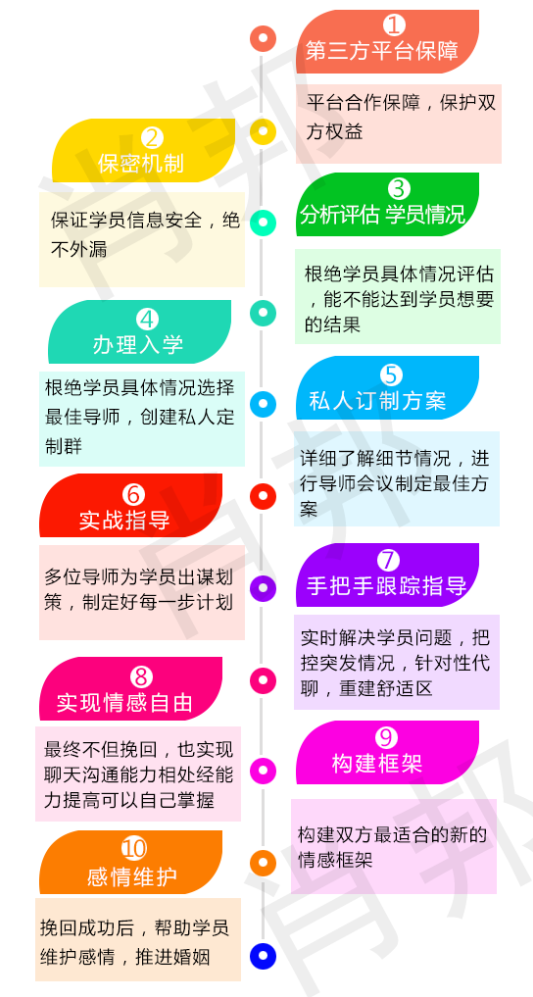 1
第三方平台保障
平台合作保障，保护双
方权益
2
保密机制
保证学员信息安全，绝
不外漏
3
分析评估 学员情况
根绝学员具体情况评估
，能不能达到学员想要
的结果
4
办理入学
根绝学员具体情况选择
最佳导师，创建私人定
制群
5
私人订制方案
详细了解细节情况，进
行导师会议制定最佳方
案
6
实战指导
多位导师为学员出谋划
策，制定好每一步计划
7
手把手跟踪指导
实时解决学员问题，把
控突发情况，针对性代
聊，重建舒适区
8
实现情感自由
最终不但挽回，也实现
聊天沟通能力相处经能
力提高可以自己掌握
9
构建框架
构建双方最适合的新的
情感框架
10
感情维护
挽回成功后，帮助学员
维护感情，推进婚姻
肖邦
肖邦
肖邦